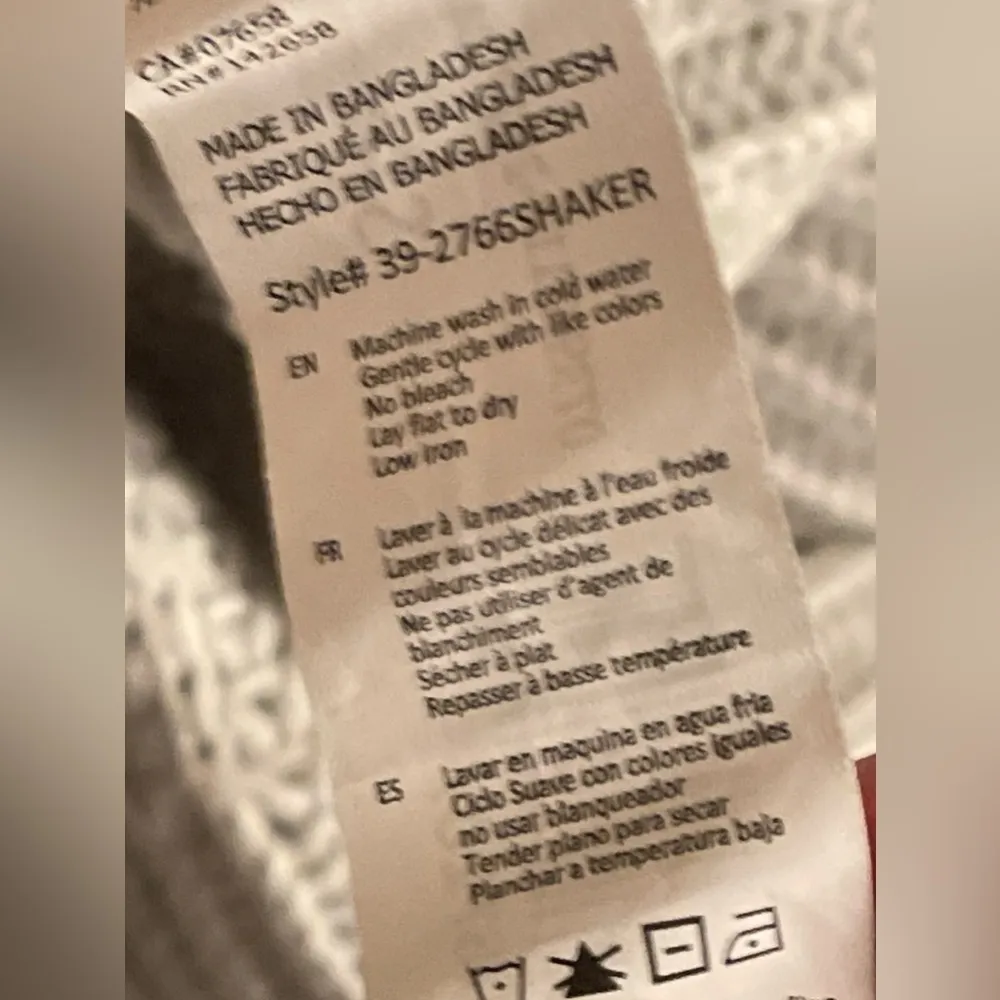 CA#07658
RN#142658
MADE IN BANGLADESH
FABRIQUÉ AU BANGLADESH
HECHO EN BANGLADESH
Style# 39-2766SHAKER
EN Machine wash in cold water
Gentle cycle with like colors
No bleach
Lay flat to dry
Low iron
FR Laver à la machine à l'eau froide
Laver au cycle délicat avec des
couleurs semblables
Ne pas utiliser d'agent de
blanchiment
Sécher à plat
Repasser à basse température
ES Lavar en maquina en agua fria
Ciclo Suave con colores iguales
no usar blanqueador
Tender plano para secar
Planchar a temperatura baja